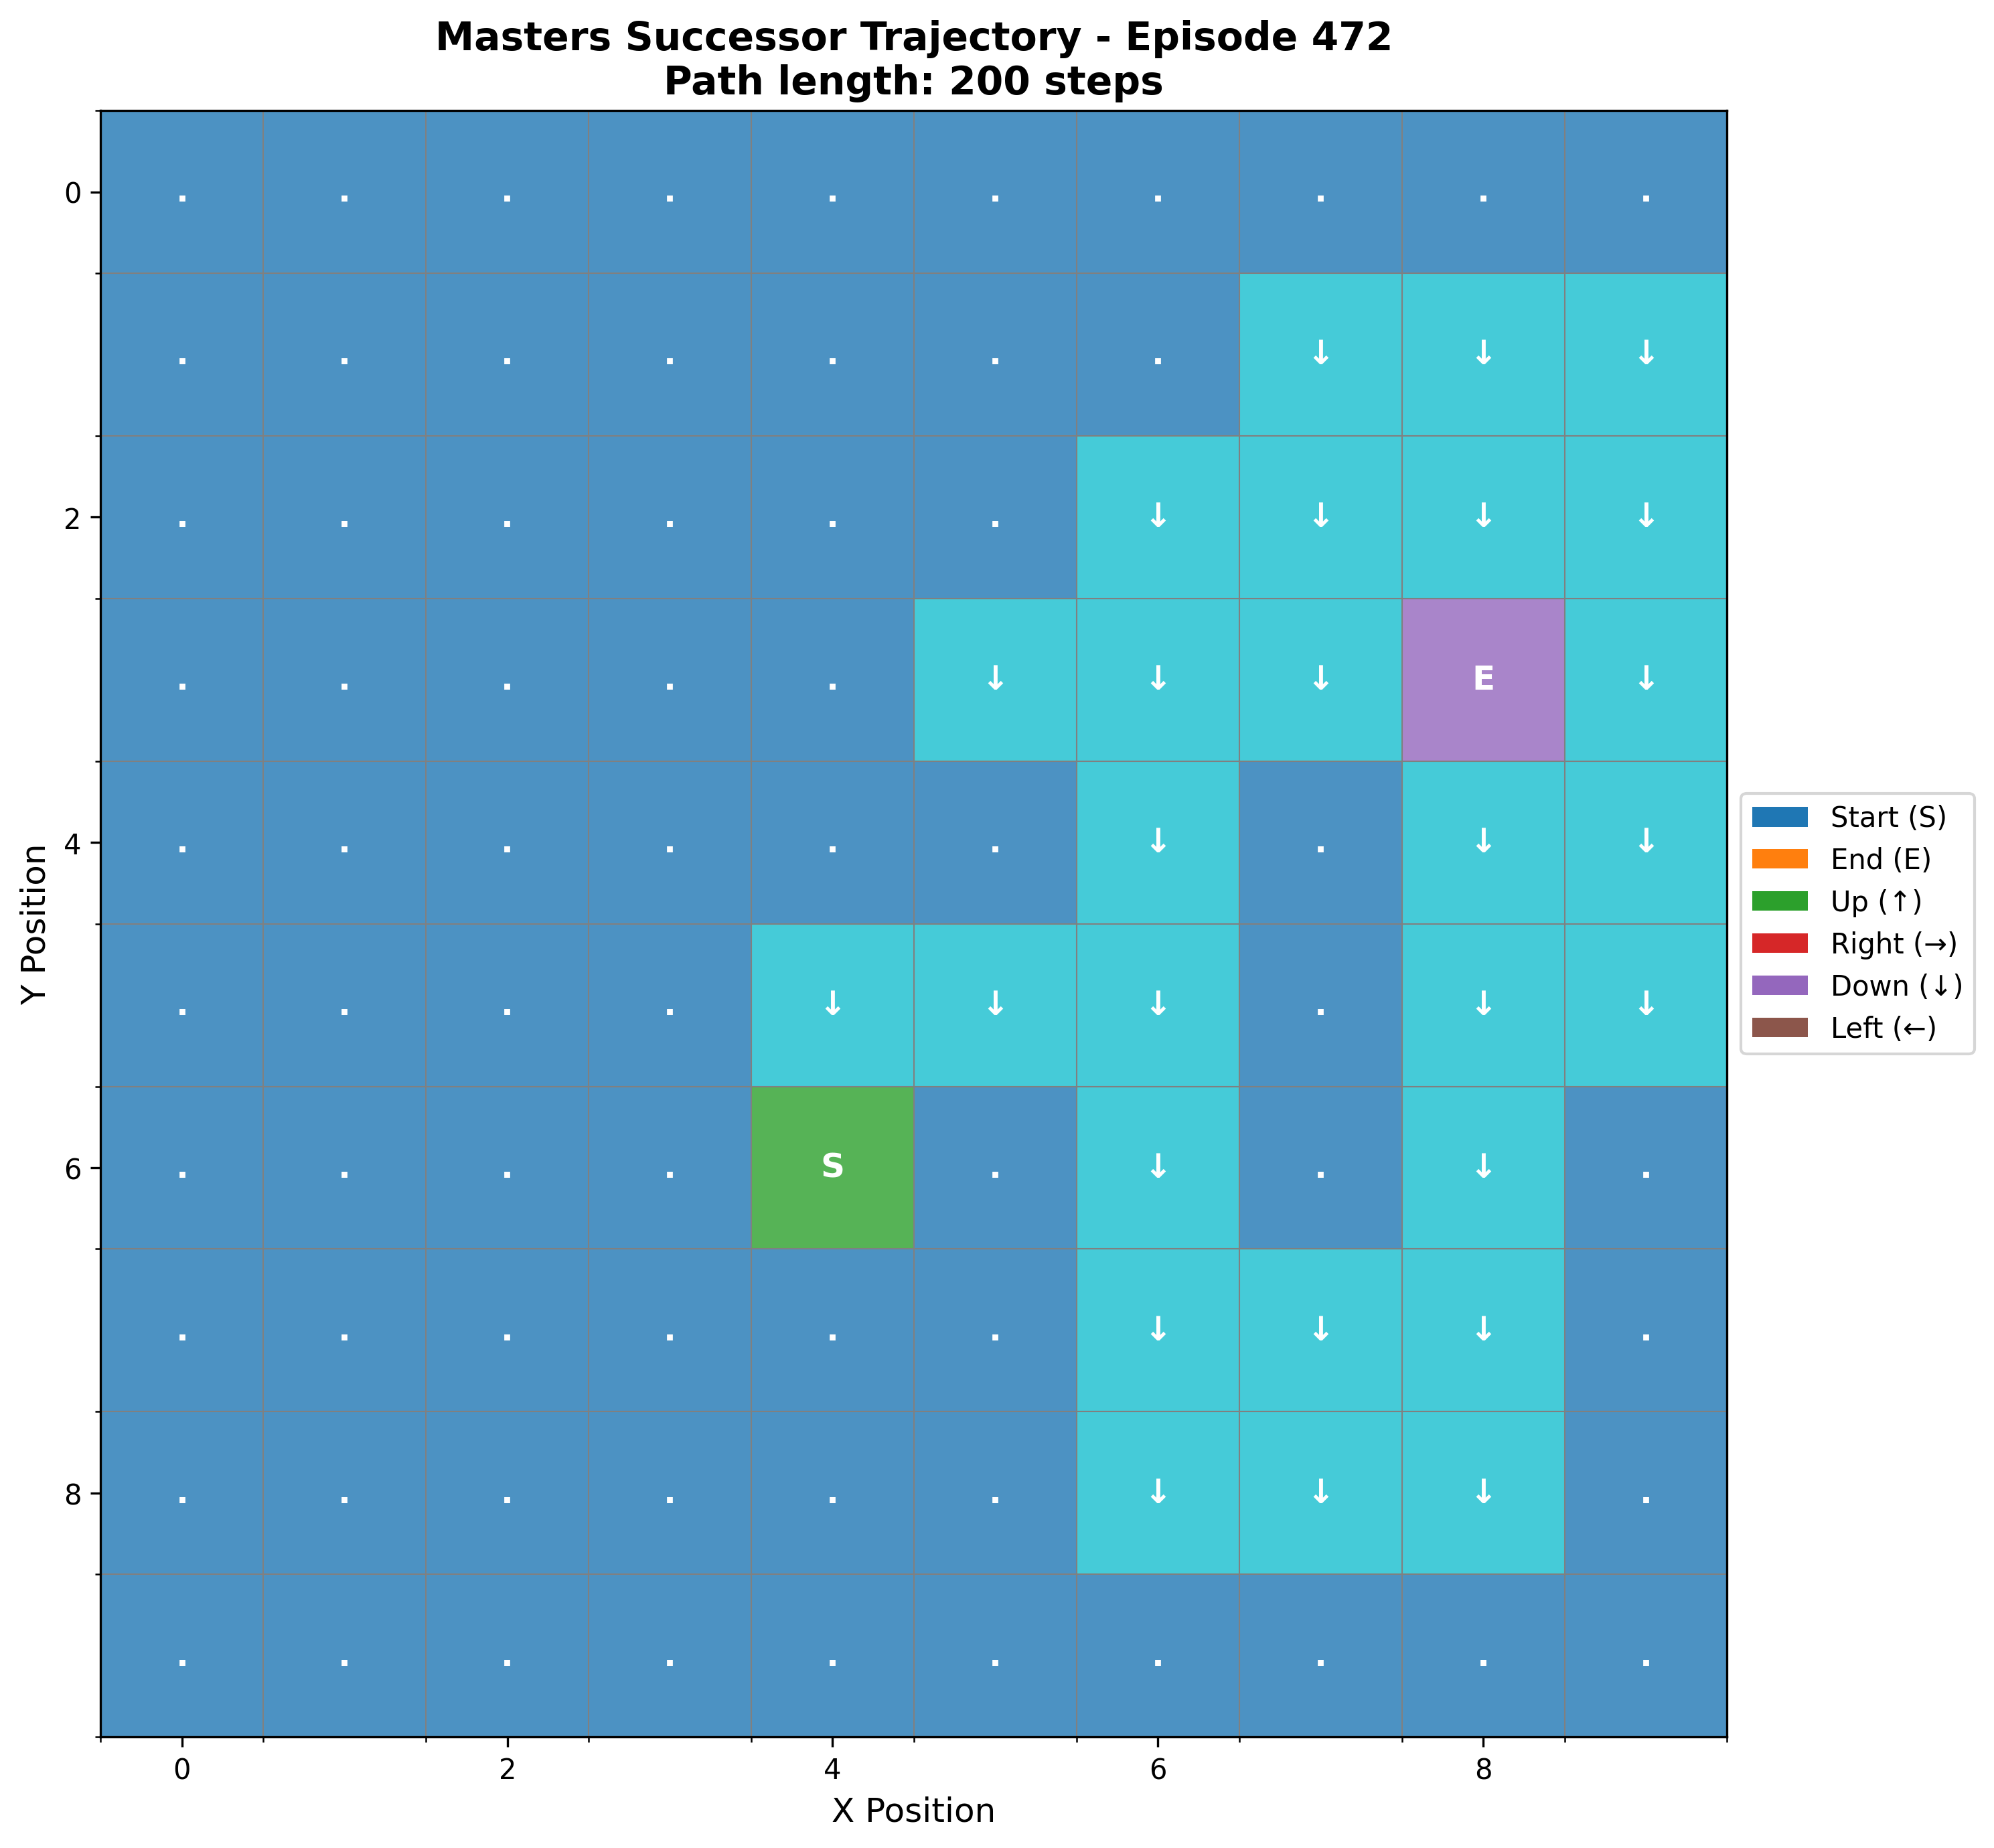 Masters Successor Trajectory - Episode 472
Path length: 200 steps
0 . . . . . . . . . .
. . . . . . . ↓ ↓ ↓
2 . . . . . . ↓ ↓ ↓ ↓
. . . . . ↓ ↓ ↓ E ↓
4 . . . . . . ↓ . ↓ ↓
. . . . ↓ ↓ ↓ . ↓ ↓
6 . . . . S . ↓ . ↓ .
. . . . . . ↓ ↓ ↓ .
8 . . . . . . ↓ ↓ ↓ .
. . . . . . . . . .
0 2 4 6 8
X Position
Y Position
Start (S)
End (E)
Up (↑)
Right (→)
Down (↓)
Left (←)